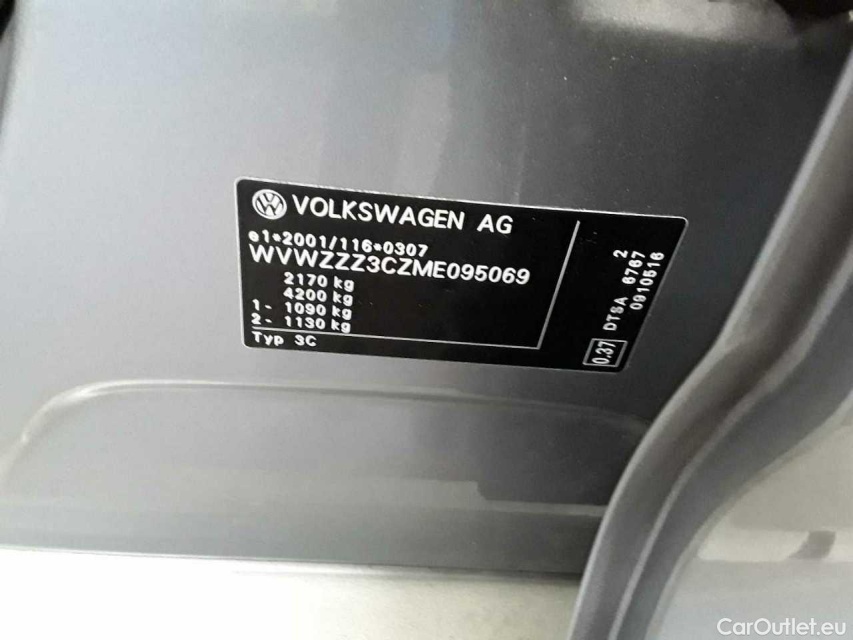 VOLKSWAGEN AG
e1*2001/116*0307
WVWZZZ3CZME095069
2170 kg
4200 kg
1- 1090 kg
2- 1130 kg
Typ 3C
0.37
DTSA 6767 2
0910516
CarOutlet.eu